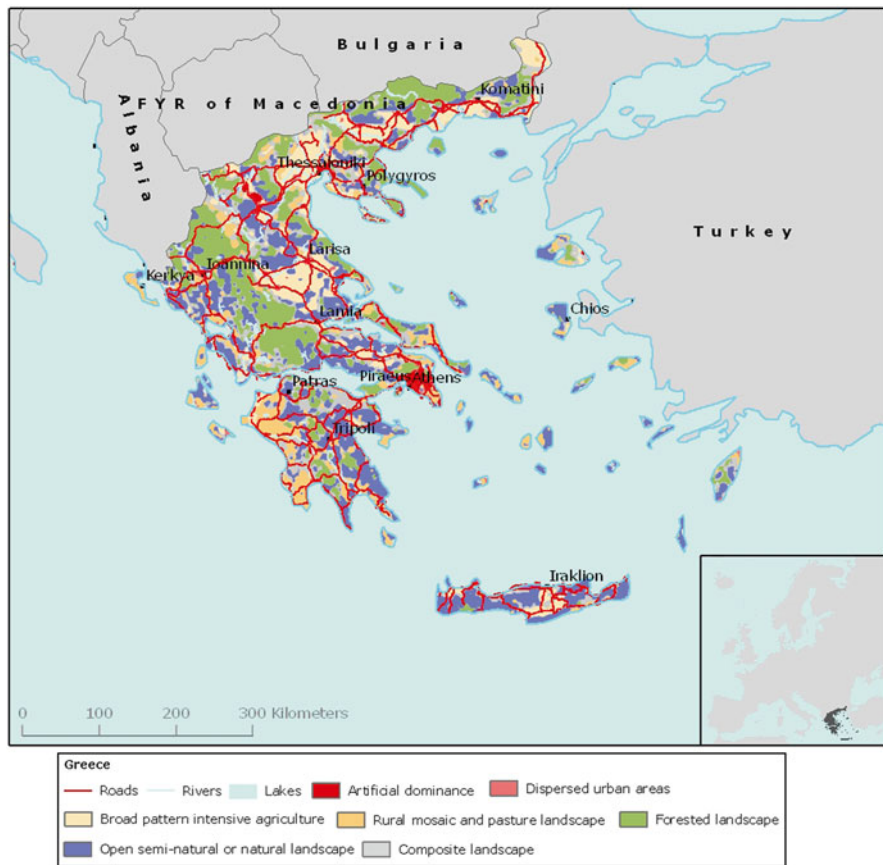 Bulgaria
Albania
FYR of Macedonia
Komatini
Thessaloniki
Polygyros
Turkey
Larisa
Ioannina
Kerkya
Lamia
Chios
Piraeus Athens
Patras
Tripoli
Iraklion
0 100 200 300 Kilometers
Greece
Roads Rivers Lakes Artificial dominance Dispersed urban areas
Broad pattern intensive agriculture Rural mosaic and pasture landscape Forested landscape
Open semi-natural or natural landscape Composite landscape